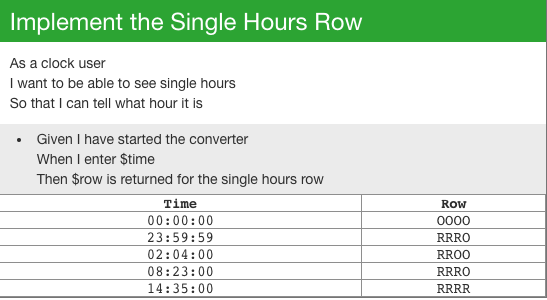 Implement the Single Hours Row
As a clock user
I want to be able to see single hours
So that I can tell what hour it is
• Given I have started the converter
When I enter $time
Then $row is returned for the single hours row
Time Row
00:00:00 OOOO
23:59:59 RRRO
02:04:00 RROO
08:23:00 RRRO
14:35:00 RRRR